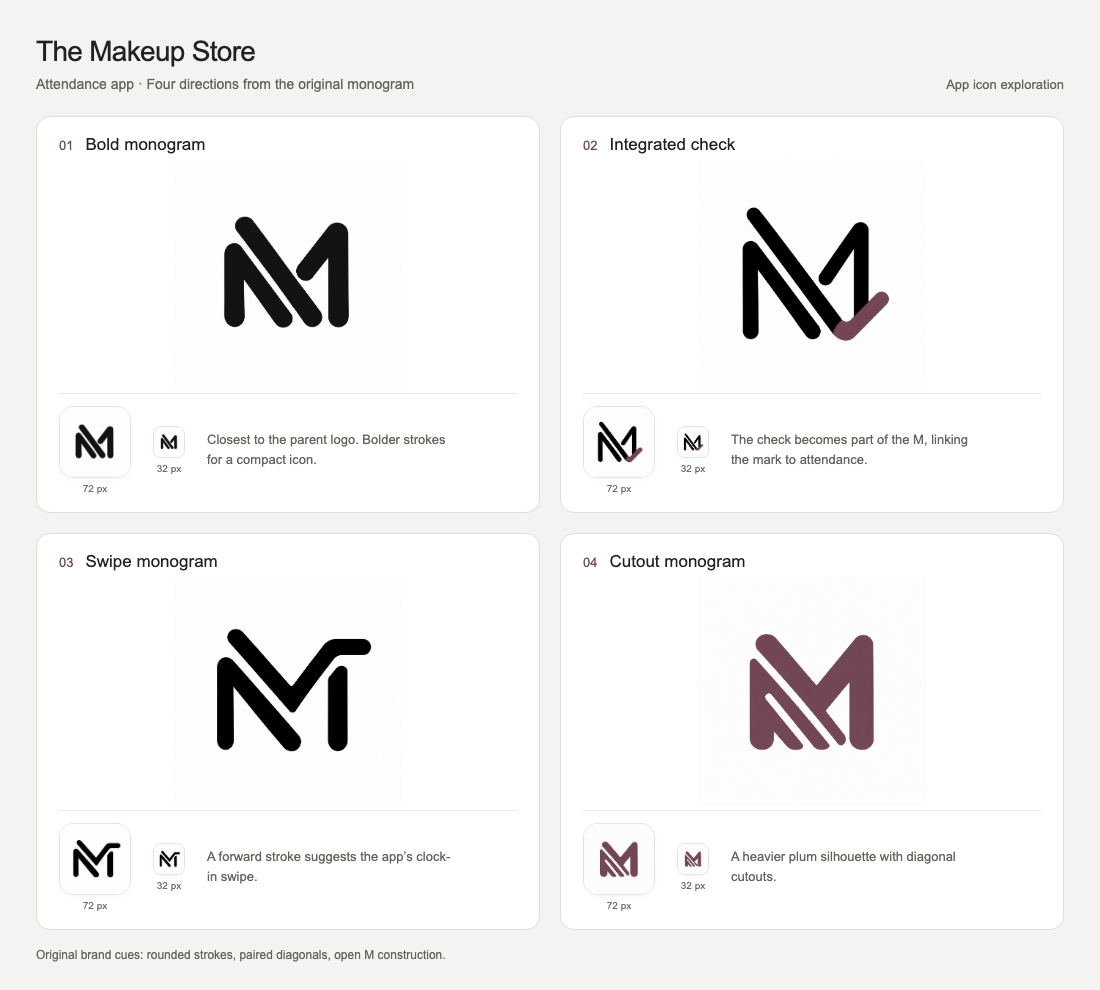 The Makeup Store
Attendance app · Four directions from the original monogram
App icon exploration
01 Bold monogram
72 px
32 px
Closest to the parent logo. Bolder strokes
for a compact icon.
02 Integrated check
72 px
32 px
The check becomes part of the M, linking
the mark to attendance.
03 Swipe monogram
72 px
32 px
A forward stroke suggests the app’s clock-
in swipe.
04 Cutout monogram
72 px
32 px
A heavier plum silhouette with diagonal
cutouts.
Original brand cues: rounded strokes, paired diagonals, open M construction.